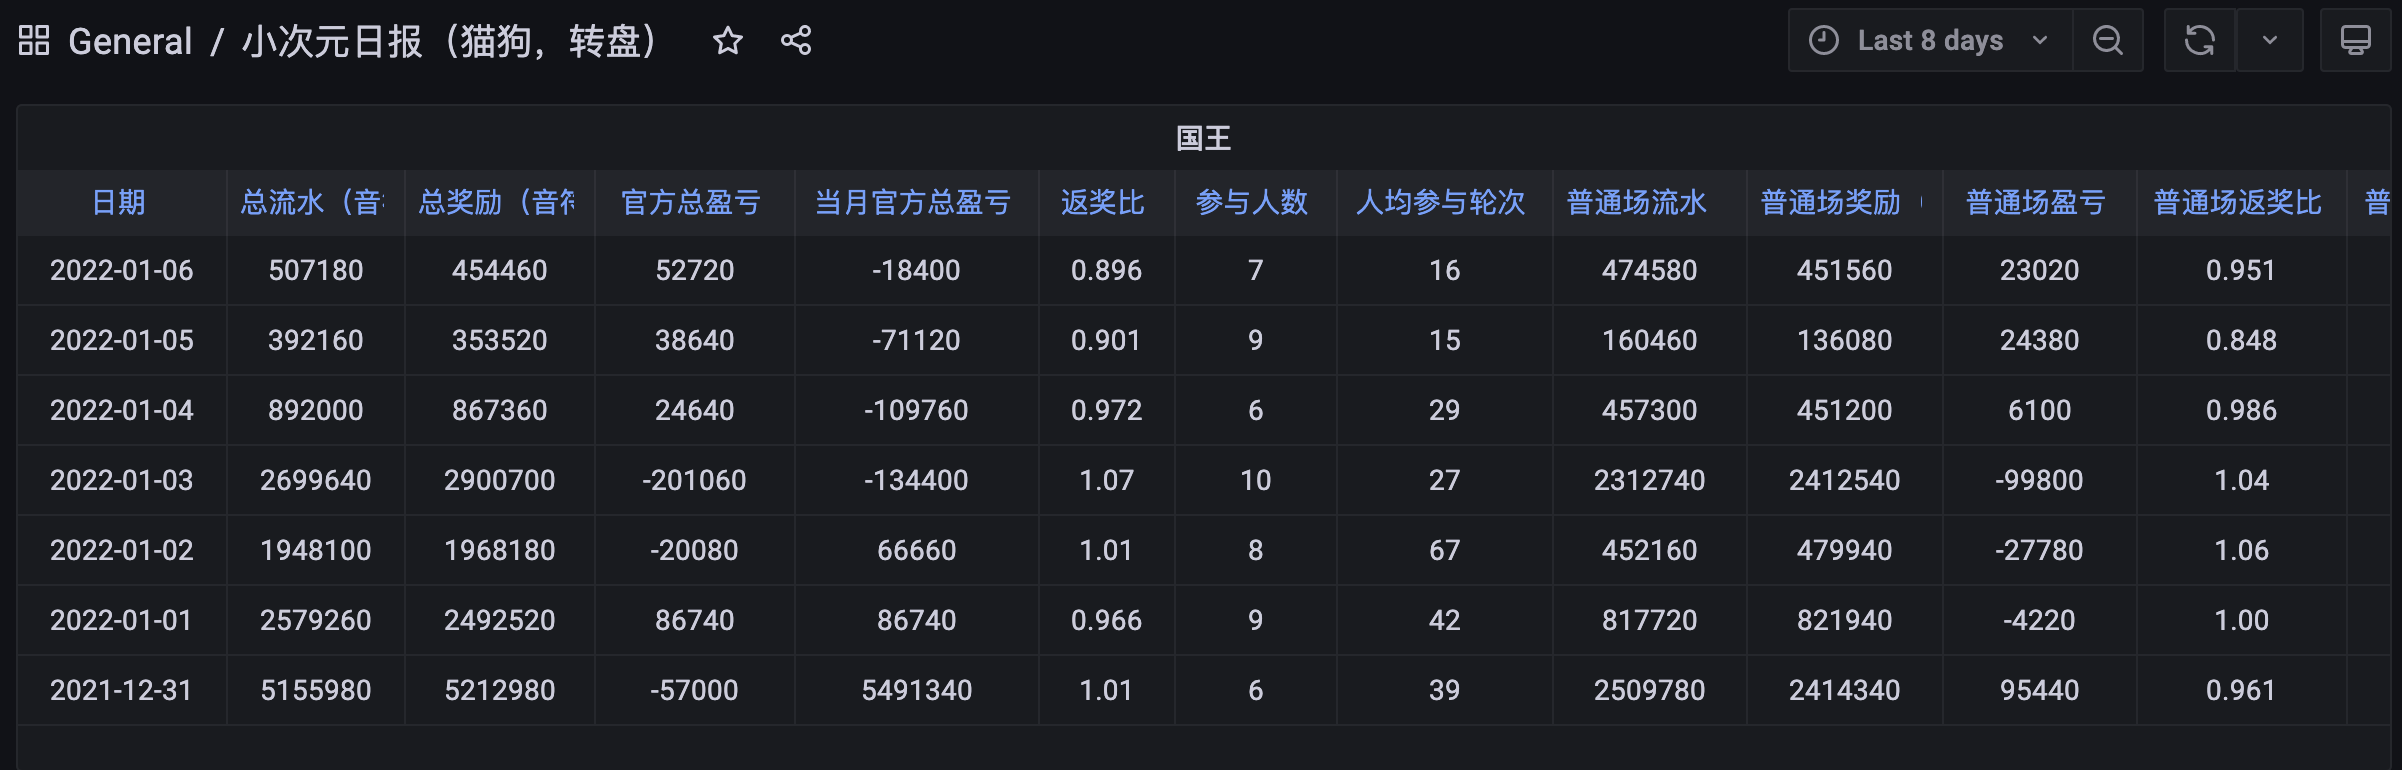 General / 小次元日报（猫狗，转盘） Last 8 days
国王
日期 总流水（音 总奖励（音符 官方总盈亏 当月官方总盈亏 返奖比 参与人数 人均参与轮次 普通场流水 普通场奖励（ 普通场盈亏 普通场返奖比 普
2022-01-06 507180 454460 52720 -18400 0.896 7 16 474580 451560 23020 0.951
2022-01-05 392160 353520 38640 -71120 0.901 9 15 160460 136080 24380 0.848
2022-01-04 892000 867360 24640 -109760 0.972 6 29 457300 451200 6100 0.986
2022-01-03 2699640 2900700 -201060 -134400 1.07 10 27 2312740 2412540 -99800 1.04
2022-01-02 1948100 1968180 -20080 66660 1.01 8 67 452160 479940 -27780 1.06
2022-01-01 2579260 2492520 86740 86740 0.966 9 42 817720 821940 -4220 1.00
2021-12-31 5155980 5212980 -57000 5491340 1.01 6 39 2509780 2414340 95440 0.961